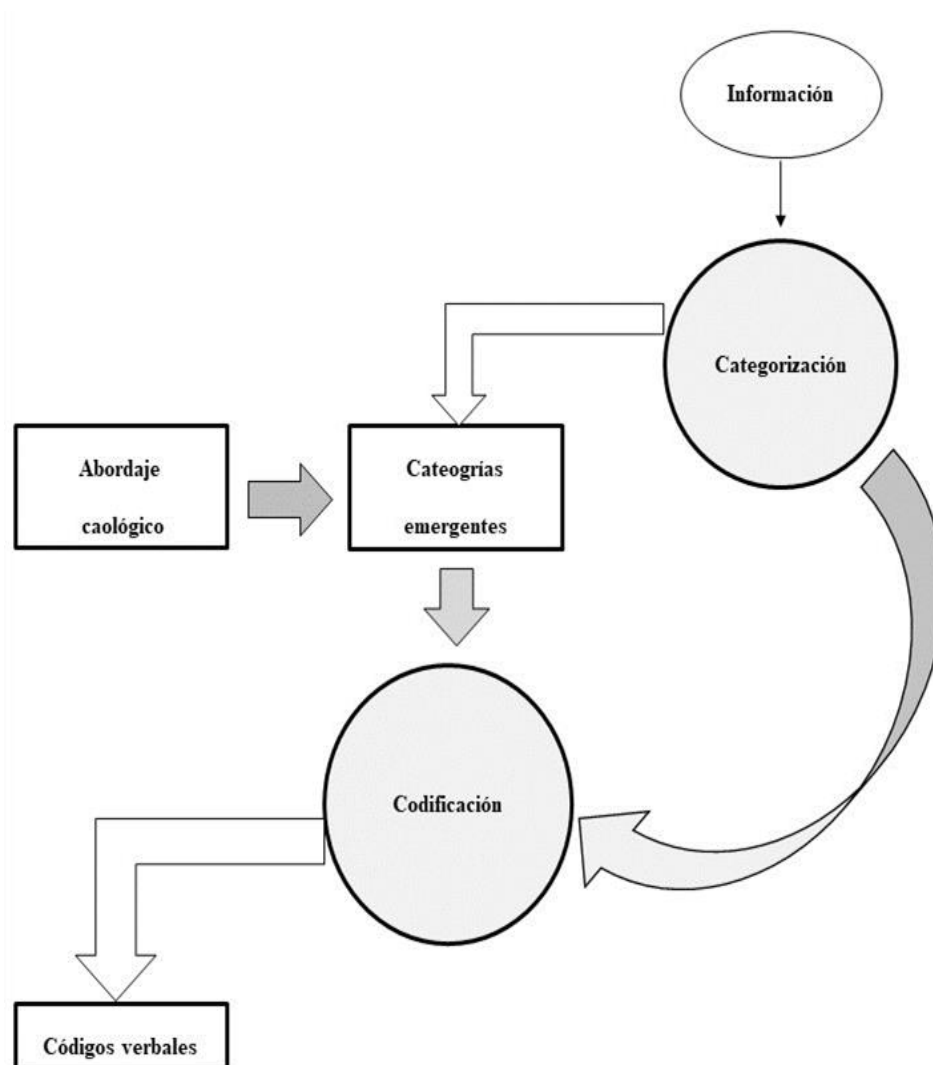 Información
Categorización
Abordaje
caológico
Cateogrías
emergentes
Codificación
Códigos verbales